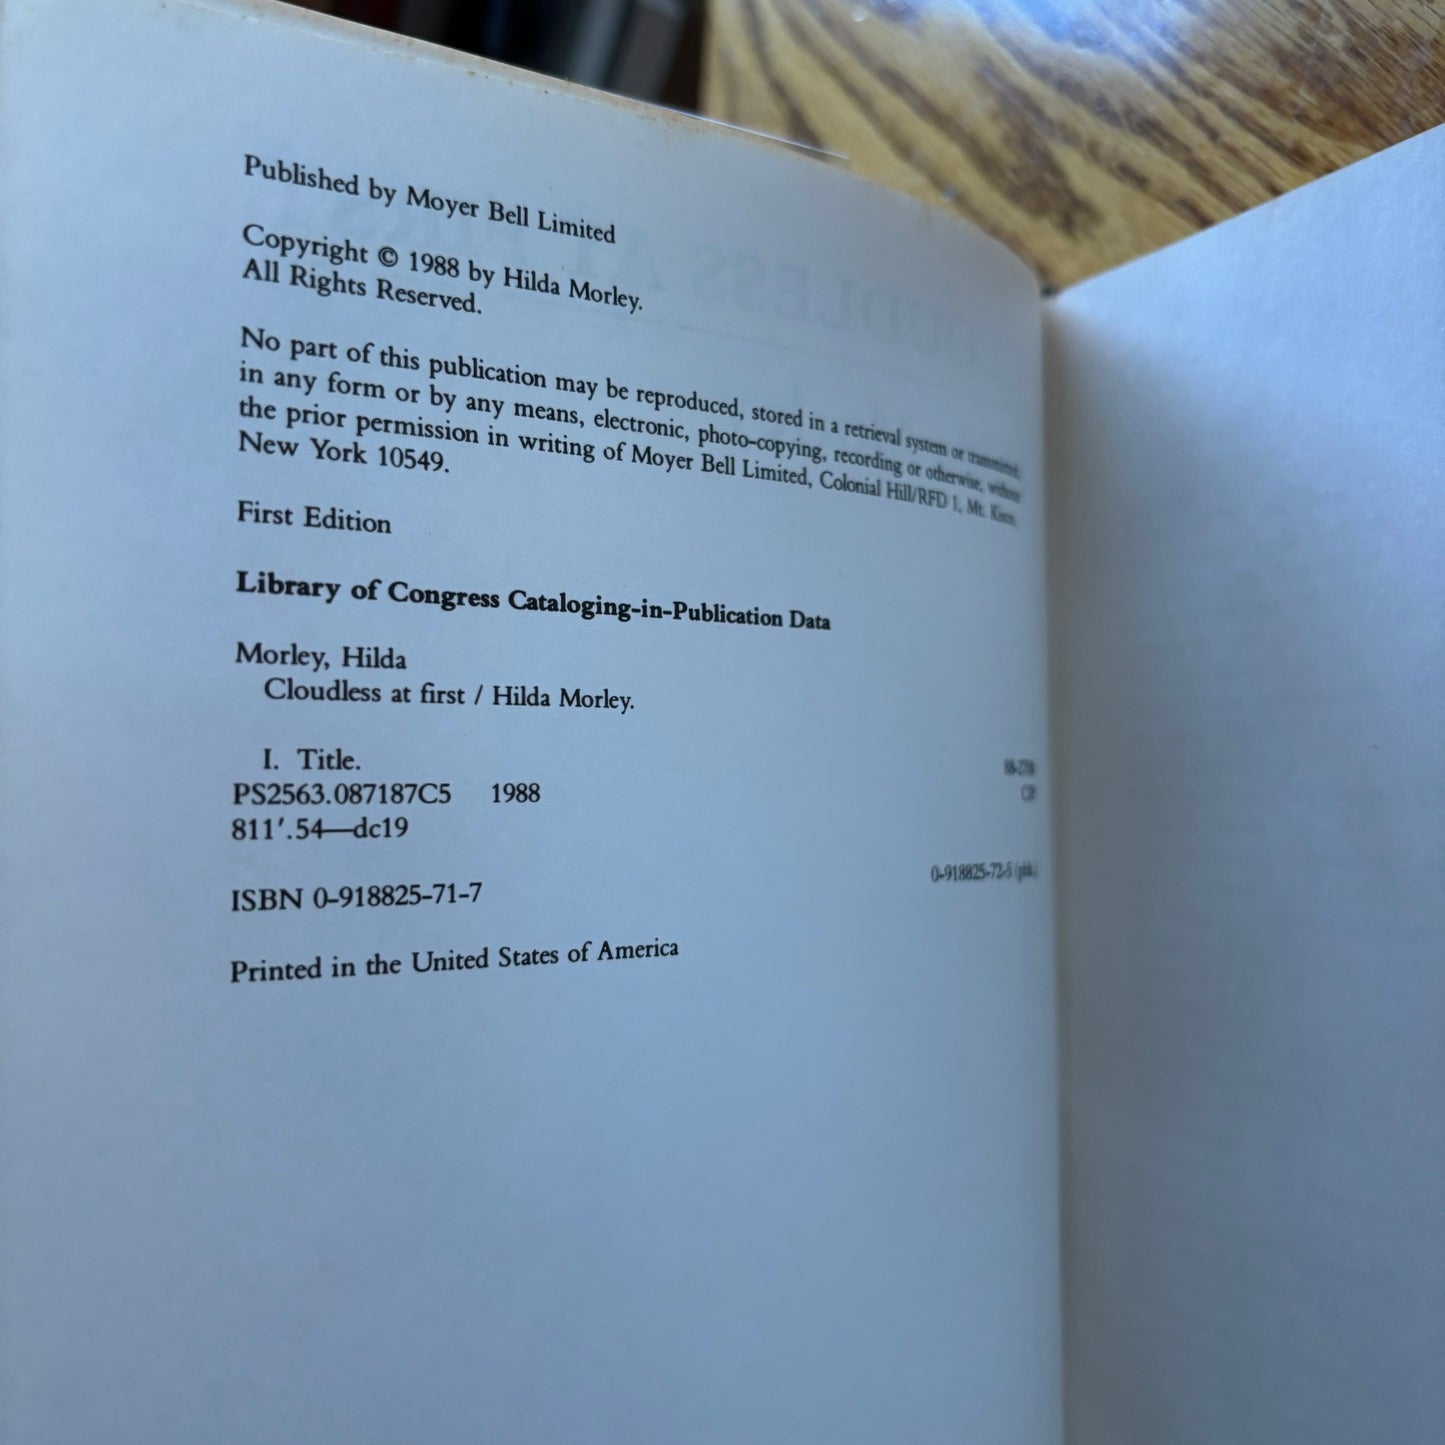 Published by Moyer Bell Limited
Copyright © 1988 by Hilda Morley.
All Rights Reserved.
No part of this publication may be reproduced, stored in a retrieval system or transmitted,
in any form or by any means, electronic, photo-copying, recording or otherwise, without
the prior permission in writing of Moyer Bell Limited, Colonial Hill/RFD 1, Mt. Kisco,
New York 10549.
First Edition
Library of Congress Cataloging-in-Publication Data
Morley, Hilda
Cloudless at first / Hilda Morley.
I. Title.
PS2563.087187C5 1988
CIP
811′.54—dc19
ISBN 0-918825-71-7
0-918825-72-5 (pbk.)
Printed in the United States of America